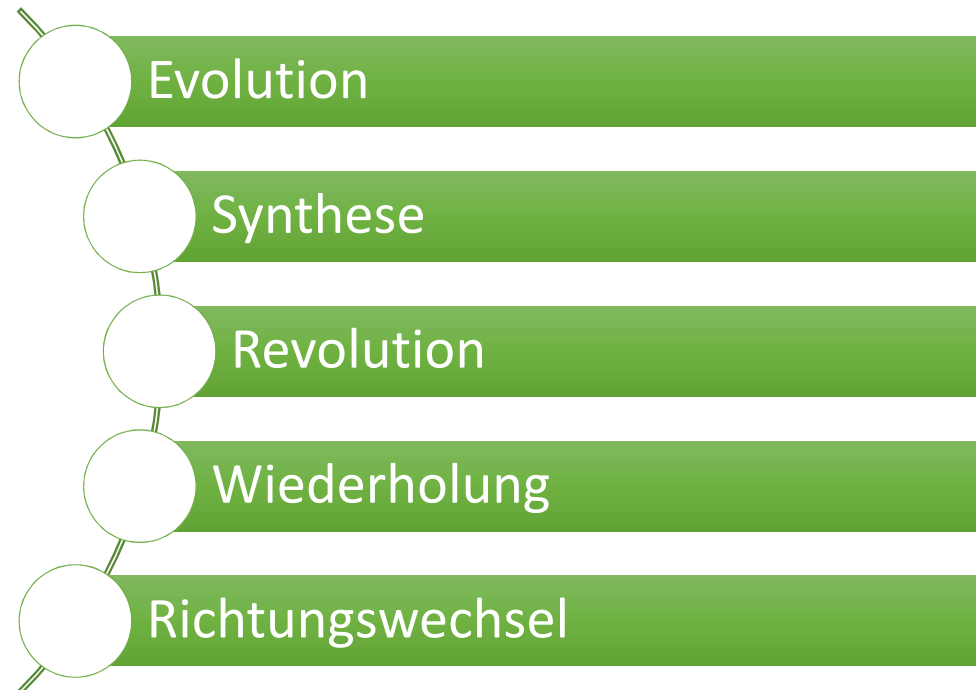 Evolution
Synthese
Revolution
Wiederholung
Richtungswechsel